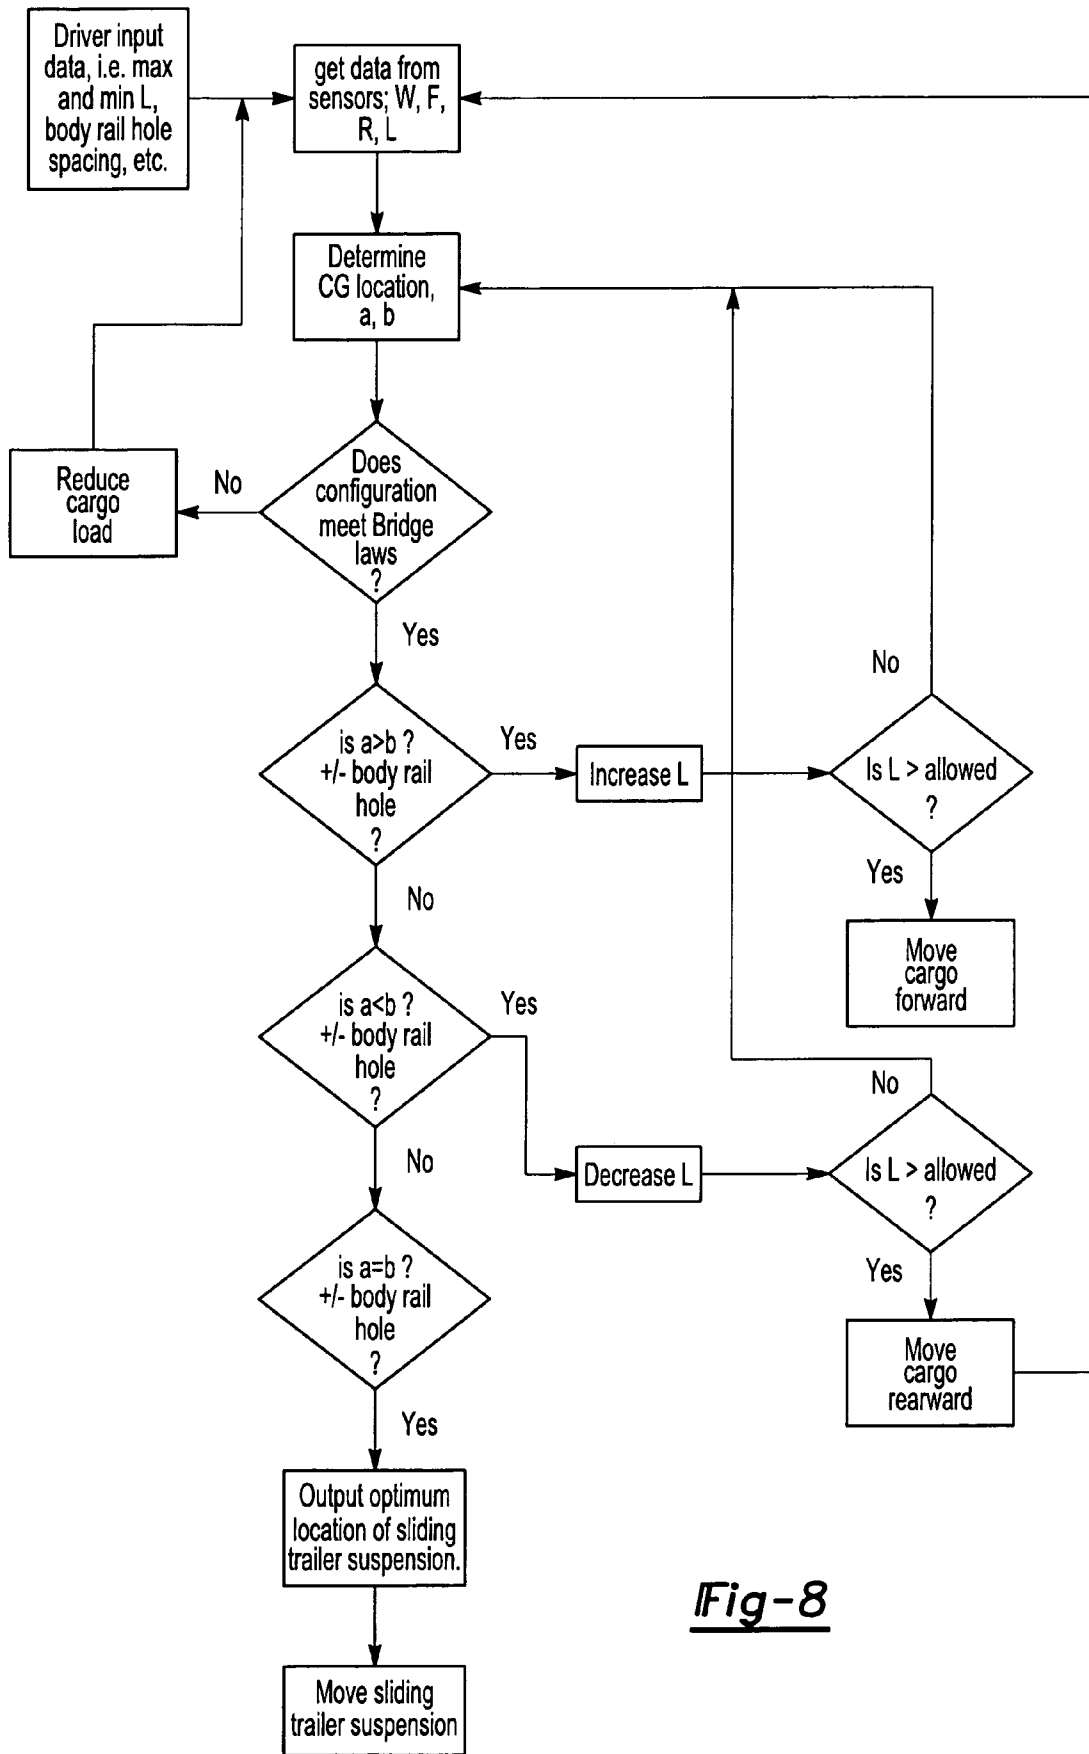 Driver input
data, i.e. max
and min L,
body rail hole
spacing, etc.
get data from
sensors; W, F,
R, L
Determine
CG location,
a, b
Does
configuration
meet Bridge
laws
?
No
Reduce
cargo
load
Yes
is a>b ?
+/- body rail
hole
?
Yes
Increase L
Is L > allowed
?
No
Yes
Move
cargo
forward
No
is a<b ?
+/- body rail
hole
?
Yes
Decrease L
Is L > allowed
?
No
Yes
Move
cargo
rearward
No
is a=b ?
+/- body rail
hole
?
Yes
Output optimum
location of sliding
trailer suspension.
Move sliding
trailer suspension
Fig-8